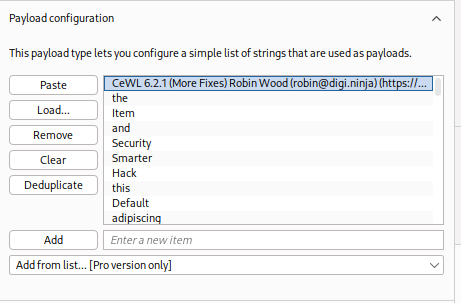 Payload configuration
This payload type lets you configure a simple list of strings that are used as payloads.
Paste
Load...
Remove
Clear
Deduplicate
CeWL 6.2.1 (More Fixes) Robin Wood (robin@digi.ninja) (https://...
the
Item
and
Security
Smarter
Hack
this
Default
adipiscing
Add
Enter a new item
Add from list... [Pro version only]